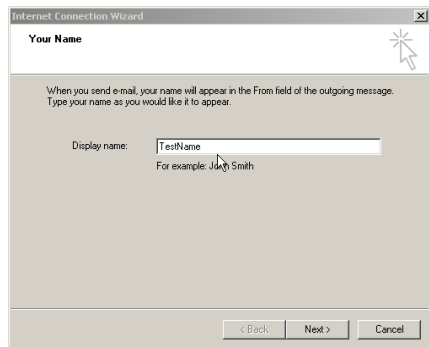 Internet Connection Wizard
Your Name
When you send e-mail, your name will appear in the From field of the outgoing message.
Type your name as you would like it to appear.
Display name: TestName
For example: John Smith
< Back Next > Cancel